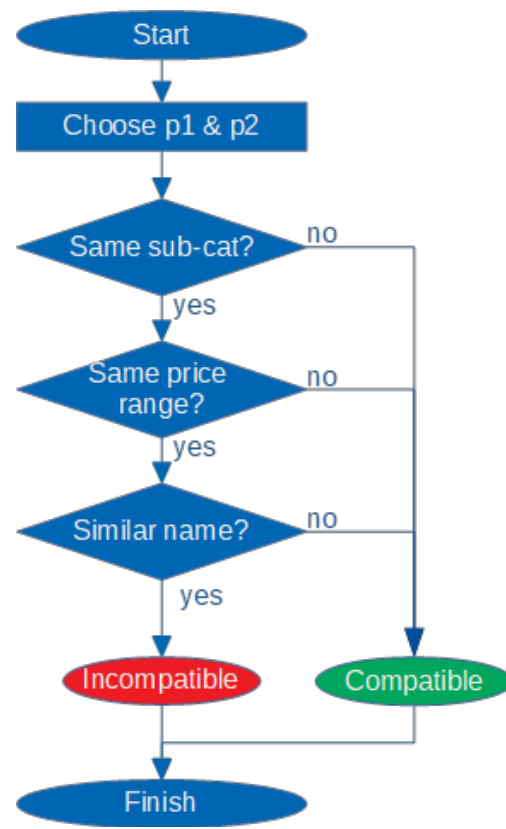 Start
Choose p1 & p2
Same sub-cat?
no
yes
Same price
range?
no
yes
Similar name?
no
yes
Incompatible
Compatible
Finish